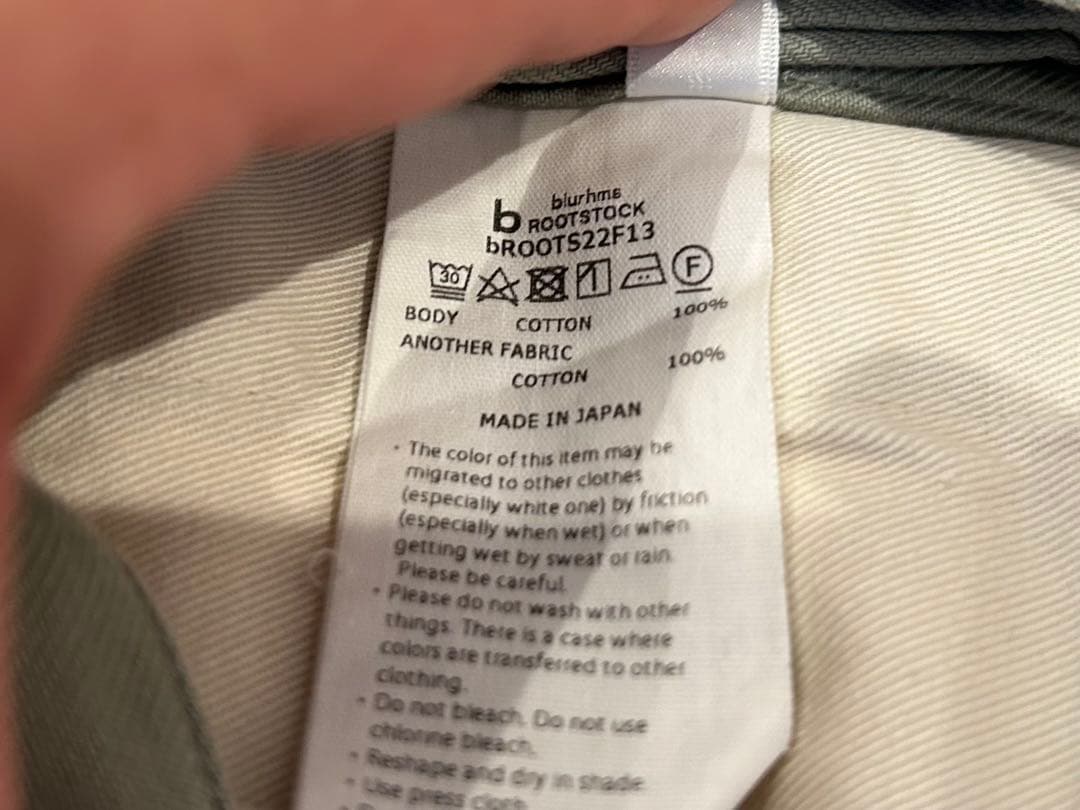 b blurhms
ROOTSTOCK
bROOTS22F13
30 F
BODY COTTON 100%
ANOTHER FABRIC
COTTON 100%
MADE IN JAPAN
・The color of this item may be
migrated to other clothes
(especially white one) by friction
(especially when wet) or when
getting wet by sweat or rain.
Please be careful.
・Please do not wash with other
things. There is a case where
colors are transferred to other
clothing.
・Do not bleach. Do not use
chlorine bleach.
・Reshape and dry in shade.
・Use press cloth.